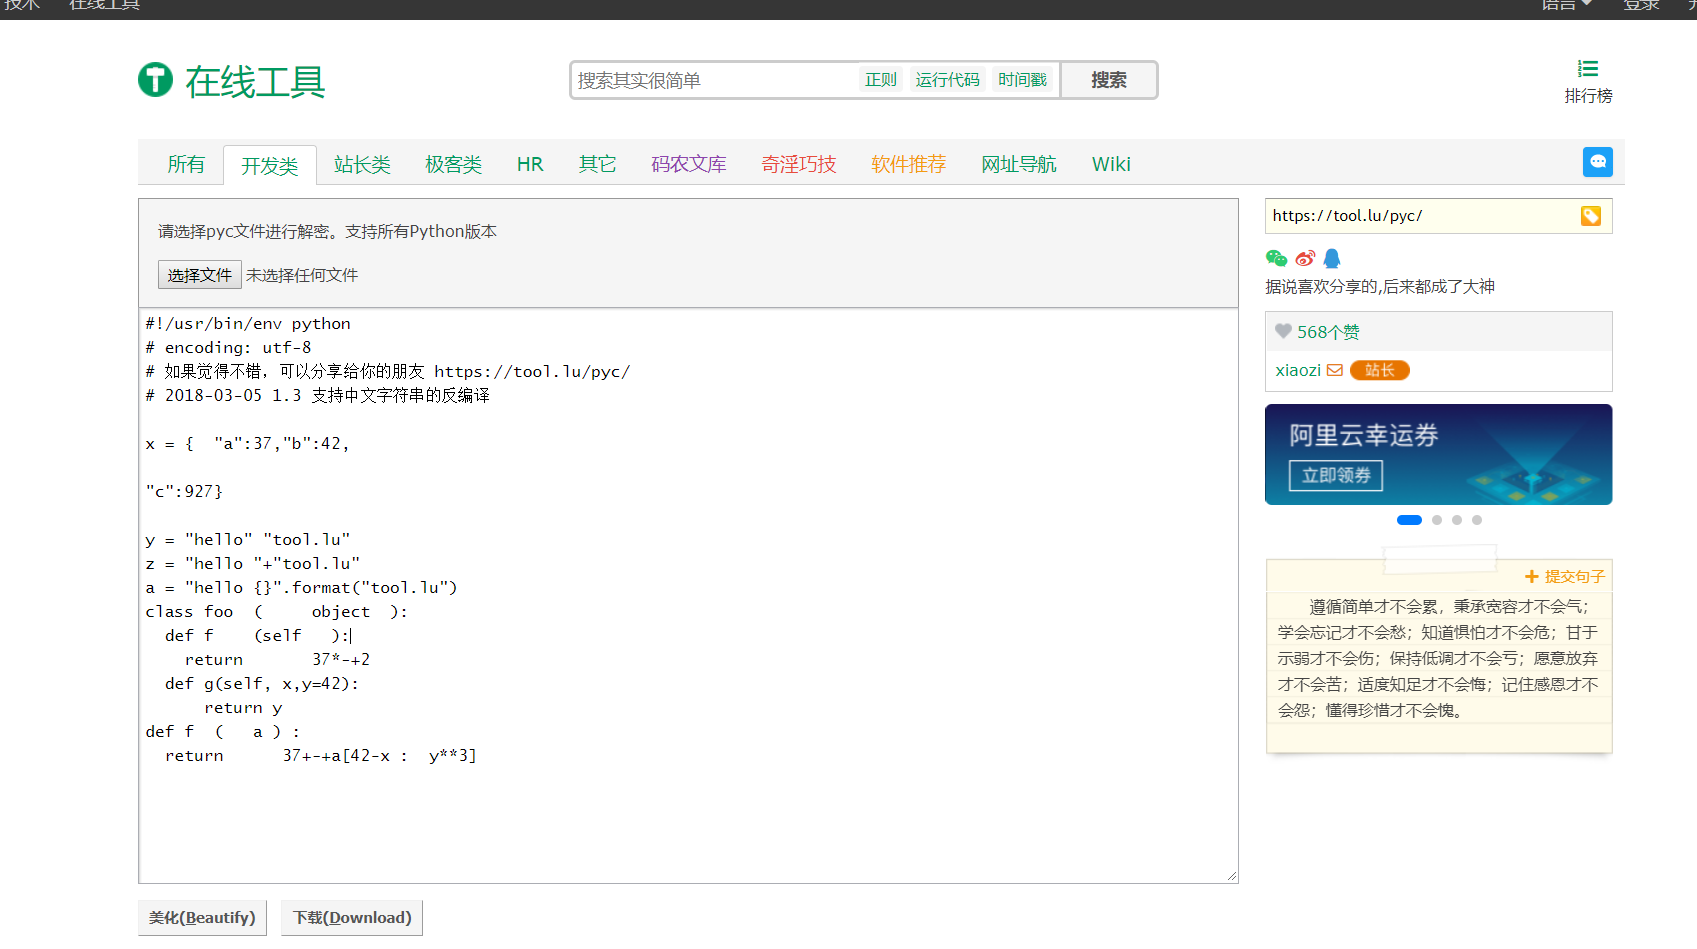 技术 在线工具 语言 登录
在线工具
搜索其实很简单 正则 运行代码 时间戳 搜索
排行榜
所有 开发类 站长类 极客类 HR 其它 码农文库 奇淫巧技 软件推荐 网址导航 Wiki
请选择pyc文件进行解密。支持所有Python版本
选择文件 未选择任何文件
#!/usr/bin/env python
# encoding: utf-8
# 如果觉得不错，可以分享给你的朋友 https://tool.lu/pyc/
# 2018-03-05 1.3 支持中文字符串的反编译
x = {  "a":37,"b":42,
"c":927}
y = "hello" "tool.lu"
z = "hello "+"tool.lu"
a = "hello {}".format("tool.lu")
class foo  (     object  ):
  def f    (self   ):
    return       37*-+2
  def g(self, x,y=42):
      return y
def f  (   a ) :
  return      37+-+a[42-x :  y**3]
美化(Beautify) 下载(Download)
https://tool.lu/pyc/
据说喜欢分享的,后来都成了大神
568个赞
xiaozi 站长
阿里云幸运券
立即领券
提交句子
遵循简单才不会累，秉承宽容才不会气；
学会忘记才不会愁；知道惧怕才不会危；甘于
示弱才不会伤；保持低调才不会亏；愿意放弃
才不会苦；适度知足才不会悔；记住感恩才不
会怨；懂得珍惜才不会愧。